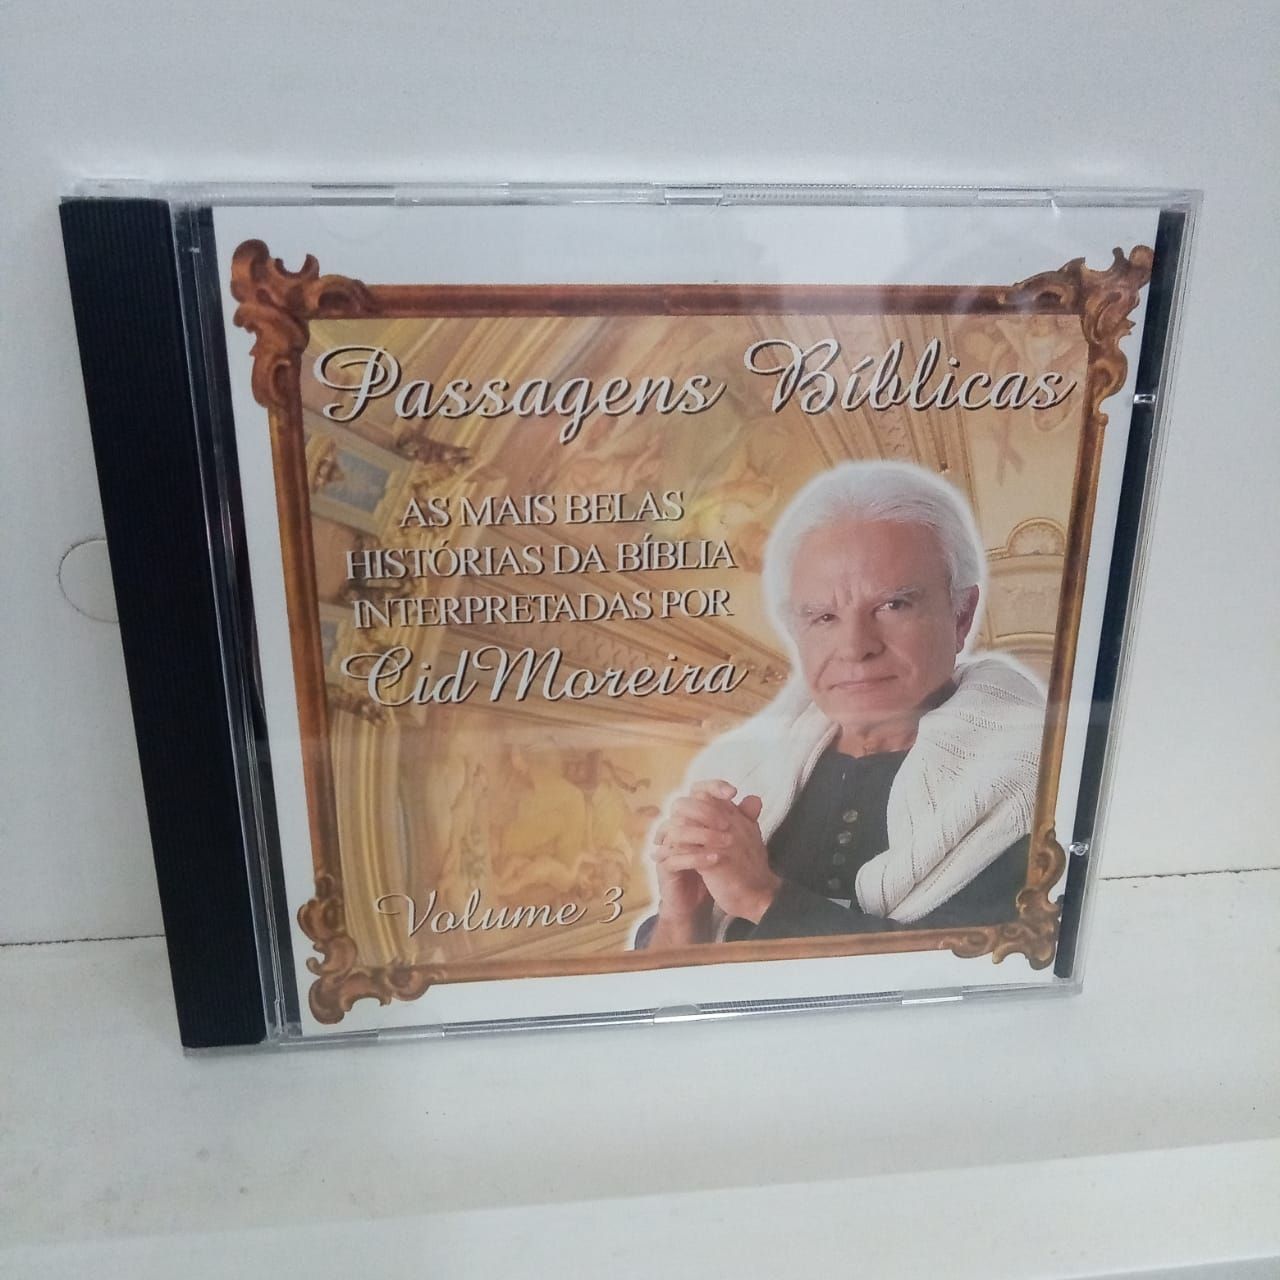 Passagens Bíblicas
AS MAIS BELAS
HISTÓRIAS DA BÍBLIA
INTERPRETADAS POR
Cid Moreira
Volume 3